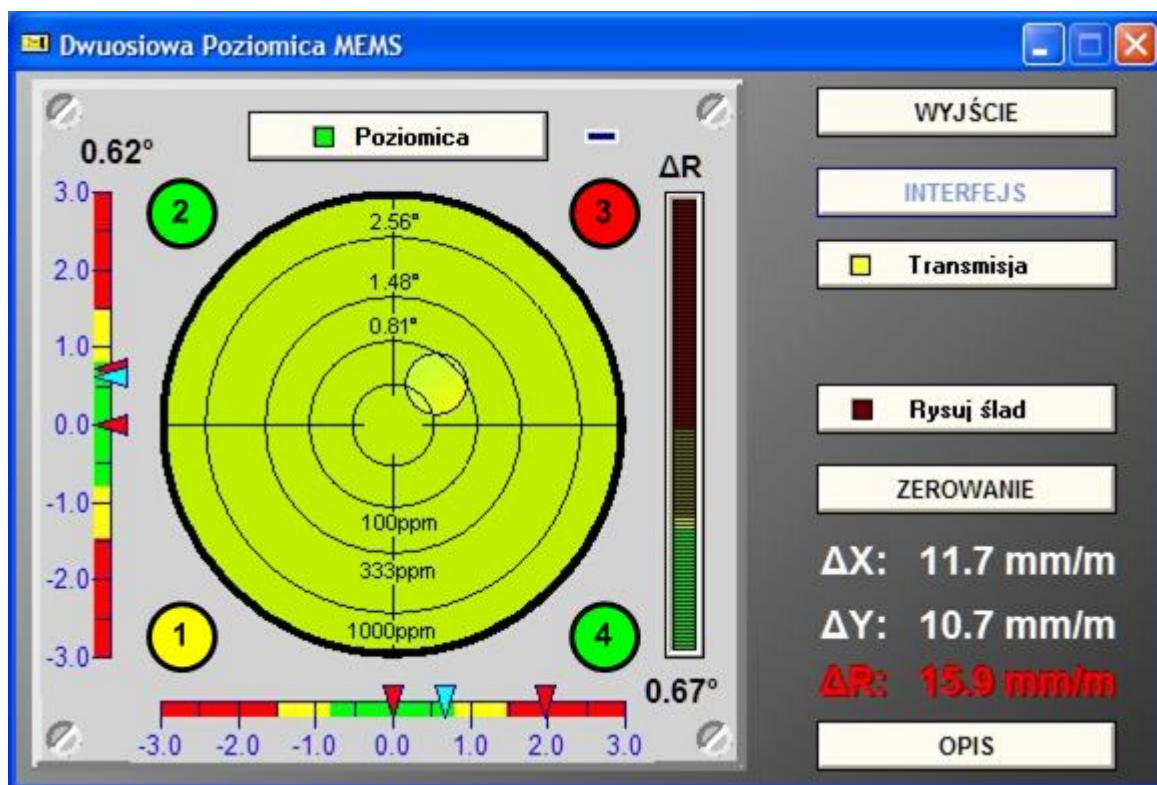 Dwuosiowa Poziomica MEMS
Poziomica
0.62°
ΔR
3.0
2.0
1.0
0.0
-1.0
-2.0
-3.0
2
3
2.56°
1.48°
0.81°
100ppm
333ppm
1000ppm
1
4
0.67°
-3.0 -2.0 -1.0 0.0 1.0 2.0 3.0
WYJŚCIE
INTERFEJS
Transmisja
Rysuj ślad
ZEROWANIE
ΔX: 11.7 mm/m
ΔY: 10.7 mm/m
ΔR: 15.9 mm/m
OPIS